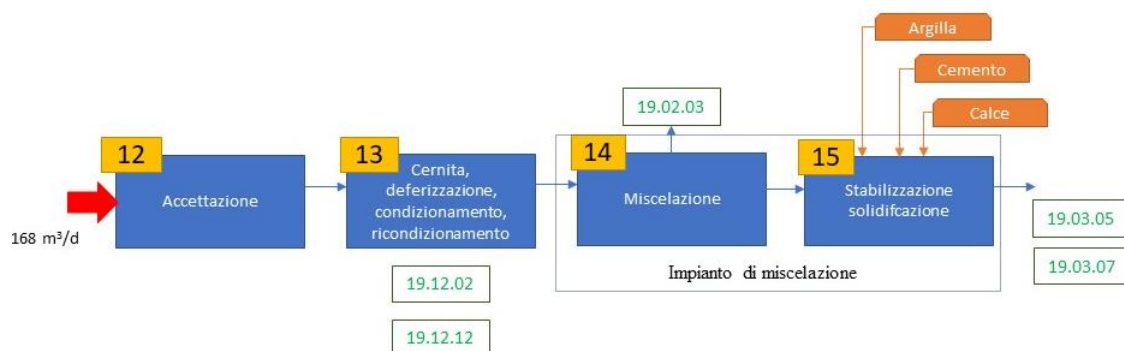 Argilla
Cemento
Calce
19.02.03
12
13
14
15
Accettazione
Cernita,
deferizzazione,
condizionamento,
ricondizionamento
Miscelazione
Stabilizzazione
solidifcazione
168 m³/d
19.12.02
19.12.12
Impianto di miscelazione
19.03.05
19.03.07